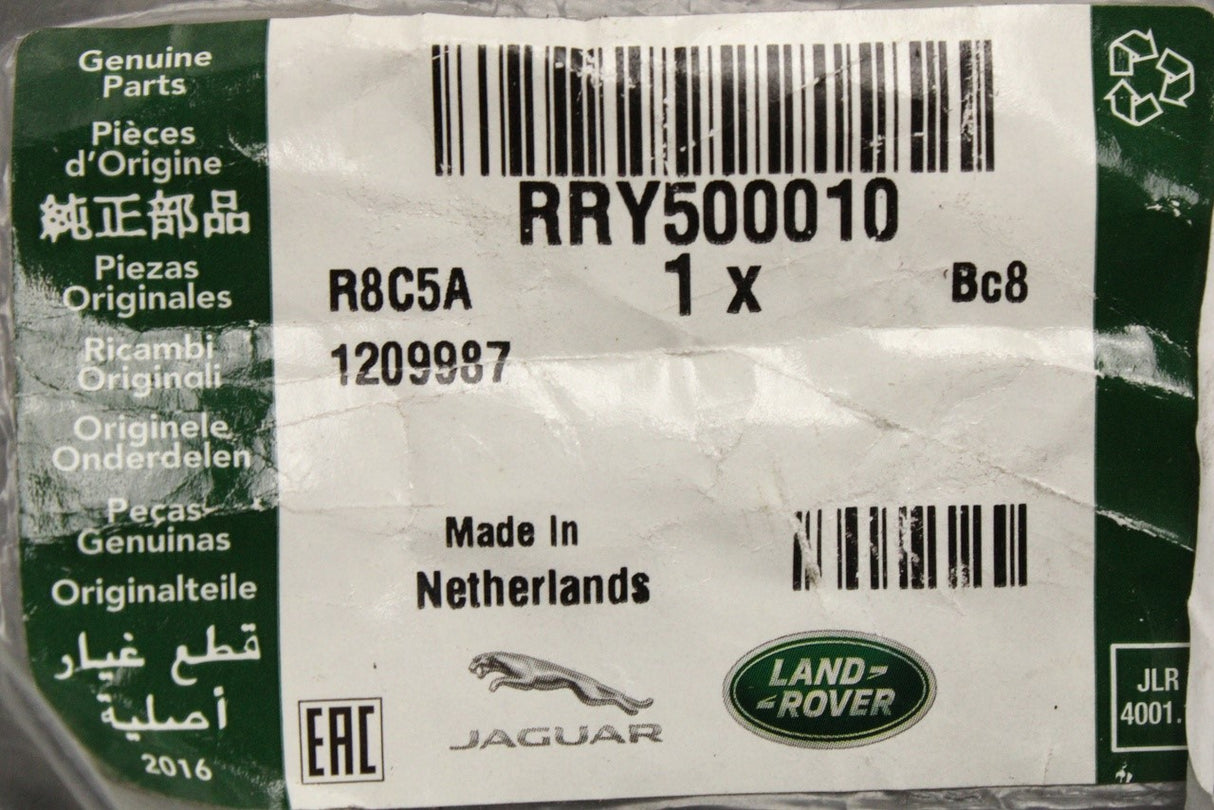 Genuine
Parts
Pièces
d'Origine
純正部品
Piezas
Originales
Ricambi
Originali
Originele
Onderdelen
Peças
Genuinas
Originalteile
قطع غيار
أصلية
2016
RRY500010
R8C5A 1 x Bc8
1209987
Made In
Netherlands
EAC
JAGUAR
LAND-
-ROVER
JLR
4001.